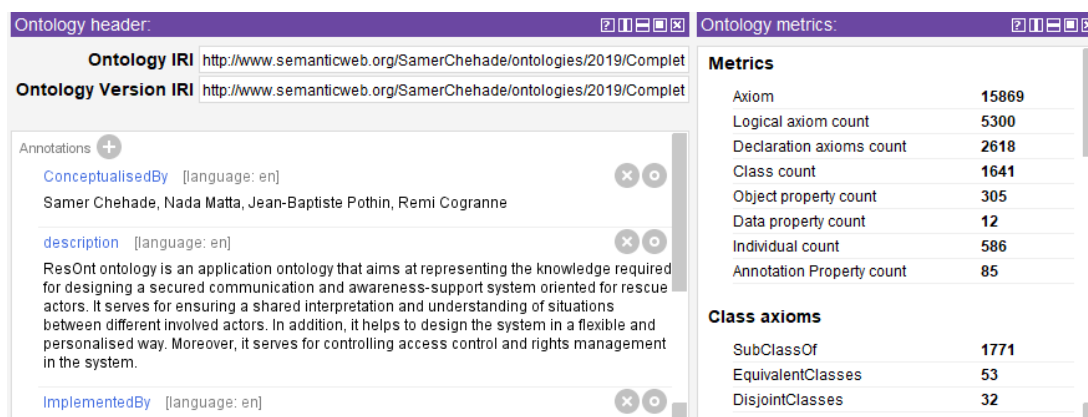 Ontology header:
Ontology IRI http://www.semanticweb.org/SamerChehade/ontologies/2019/Complet
Ontology Version IRI http://www.semanticweb.org/SamerChehade/ontologies/2019/Complet
Annotations
ConceptualisedBy [language: en]
Samer Chehade, Nada Matta, Jean-Baptiste Pothin, Remi Cogranne
description [language: en]
ResOnt ontology is an application ontology that aims at representing the knowledge required
for designing a secured communication and awareness-support system oriented for rescue
actors. It serves for ensuring a shared interpretation and understanding of situations
between different involved actors. In addition, it helps to design the system in a flexible and
personalised way. Moreover, it serves for controlling access control and rights management
in the system.
ImplementedBy [language: en]
Ontology metrics:
Metrics
Axiom 15869
Logical axiom count 5300
Declaration axioms count 2618
Class count 1641
Object property count 305
Data property count 12
Individual count 586
Annotation Property count 85
Class axioms
SubClassOf 1771
EquivalentClasses 53
DisjointClasses 32